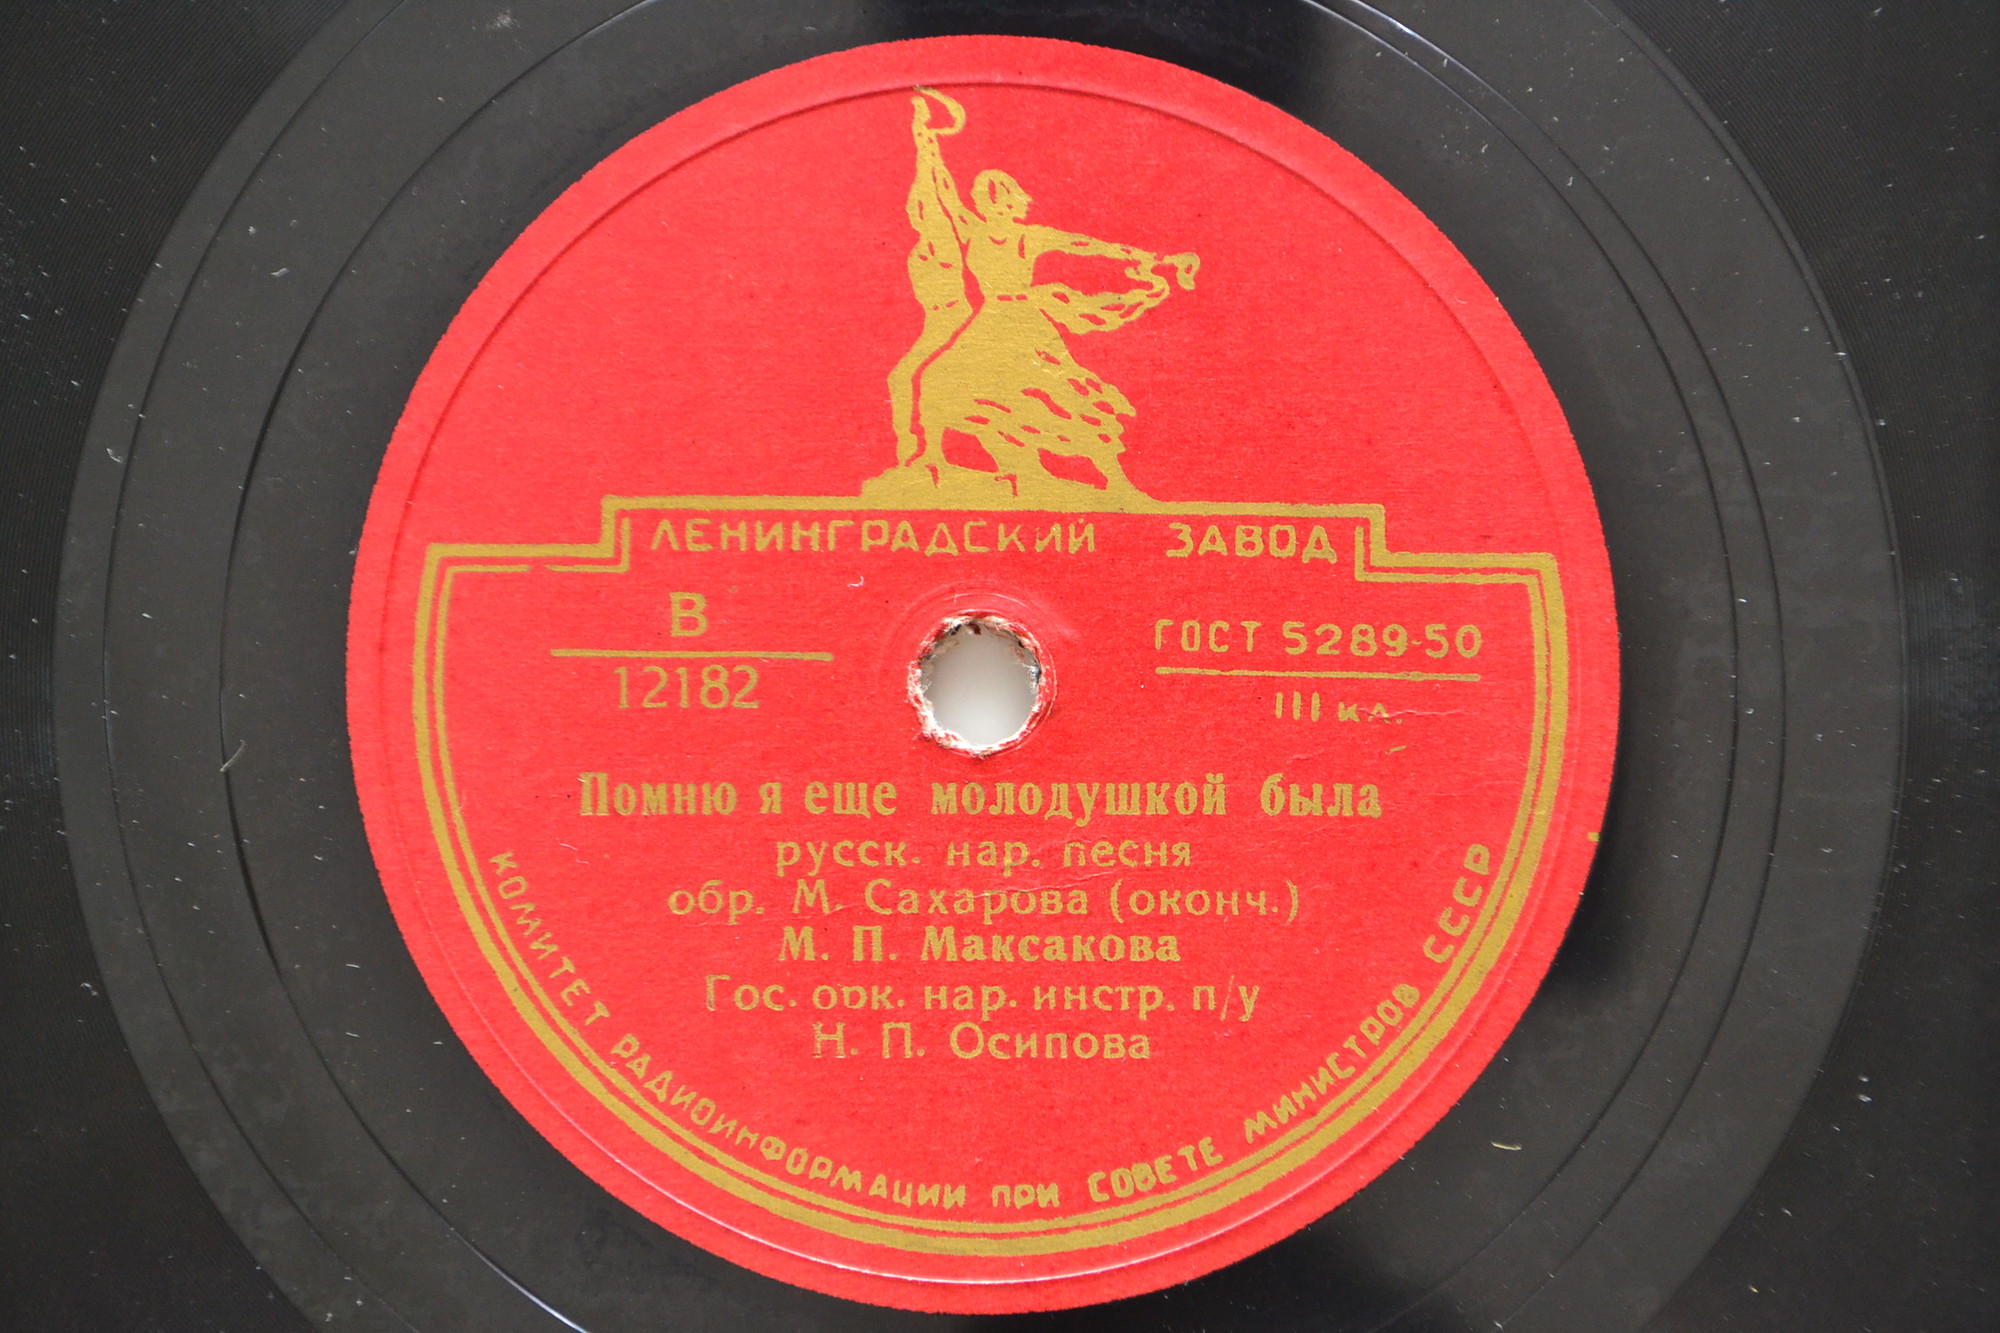 ЛЕНИНГРАДСКИЙ ЗАВОД
В
12182
ГОСТ 5289-50
III кл.
Помню я еще молодушкой была
русск. нар. песня
обр. М. Сахарова (оконч.)
М. П. Максакова
Гос. орк. нар. инстр. п/у
Н. П. Осипова
КОМИТЕТ РАДИОИНФОРМАЦИИ ПРИ СОВЕТЕ МИНИСТРОВ СССР